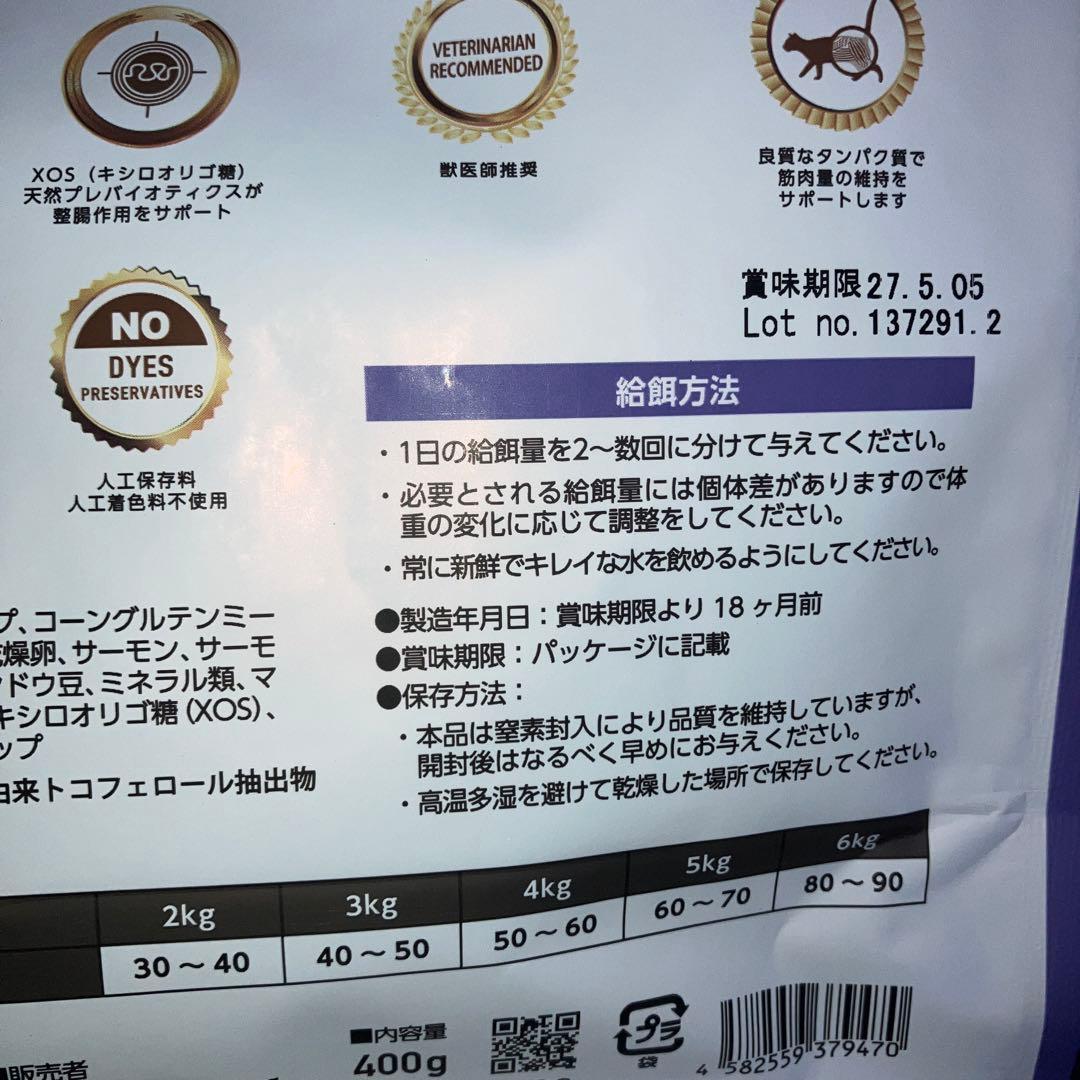 XOS（キシロオリゴ糖）
天然プレバイオティクスが
整腸作用をサポート
VETERINARIAN
RECOMMENDED
獣医師推奨
良質なタンパク質で
筋肉量の維持を
サポートします
NO
DYES
PRESERVATIVES
人工保存料
人工着色料不使用
賞味期限27.5.05
Lot no.137291.2
給餌方法
・1日の給餌量を2～数回に分けて与えてください。
・必要とされる給餌量には個体差がありますので体
重の変化に応じて調整をしてください。
・常に新鮮でキレイな水を飲めるようにしてください。
●製造年月日：賞味期限より18ヶ月前
●賞味期限：パッケージに記載
●保存方法：
・本品は窒素封入により品質を維持していますが、
開封後はなるべく早めにお与えください。
・高温多湿を避けて乾燥した場所で保存してください。
プ、コーングルテンミー
燥卵、サーモン、サーモ
ドウ豆、ミネラル類、マ
キシロオリゴ糖（XOS）、
ップ
由来トコフェロール抽出物
2kg 3kg 4kg 5kg 6kg
30～40 40～50 50～60 60～70 80～90
■販売者
■内容量
400g
プラ
袋
4 582559 379470